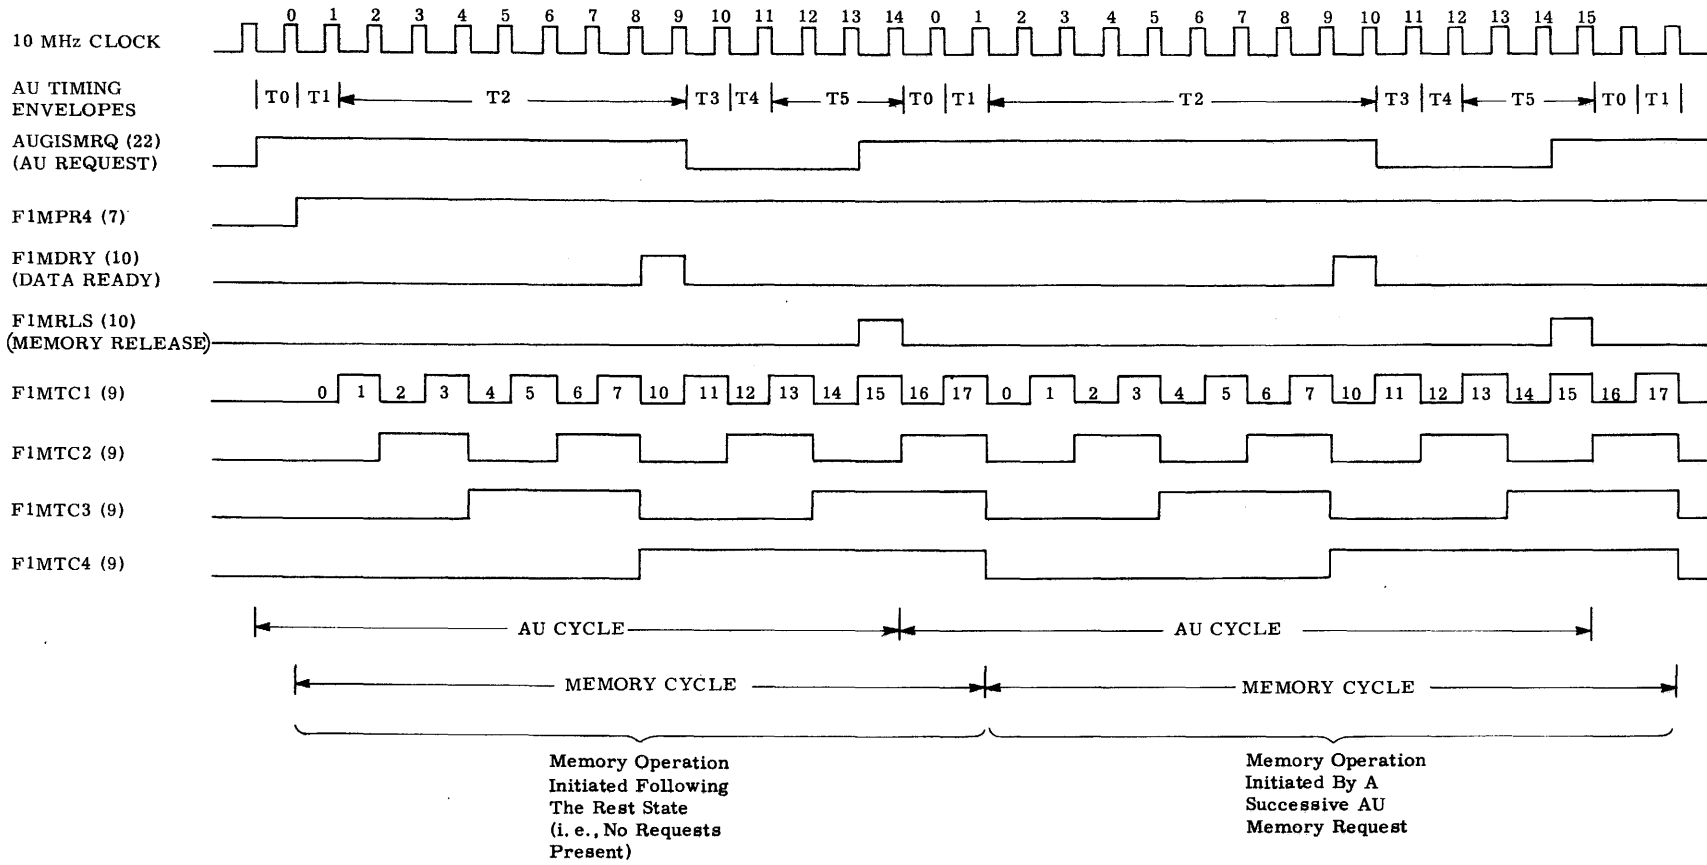 0 1 2 3 4 5 6 7 8 9 10 11 12 13 14 0 1 2 3 4 5 6 7 8 9 10 11 12 13 14 15
10 MHz CLOCK
AU TIMING
ENVELOPES
T0 T1 T2 T3 T4 T5 T0 T1 T2 T3 T4 T5 T0 T1
AUGISMRQ (22)
(AU REQUEST)
F1MPR4 (7)
F1MDRY (10)
(DATA READY)
F1MRLS (10)
(MEMORY RELEASE)
F1MTC1 (9)
0 1 2 3 4 5 6 7 10 11 12 13 14 15 16 17 0 1 2 3 4 5 6 7 10 11 12 13 14 15 16 17
F1MTC2 (9)
F1MTC3 (9)
F1MTC4 (9)
AU CYCLE AU CYCLE
MEMORY CYCLE MEMORY CYCLE
Memory Operation
Initiated Following
The Rest State
(i. e., No Requests
Present)
Memory Operation
Initiated By A
Successive AU
Memory Request